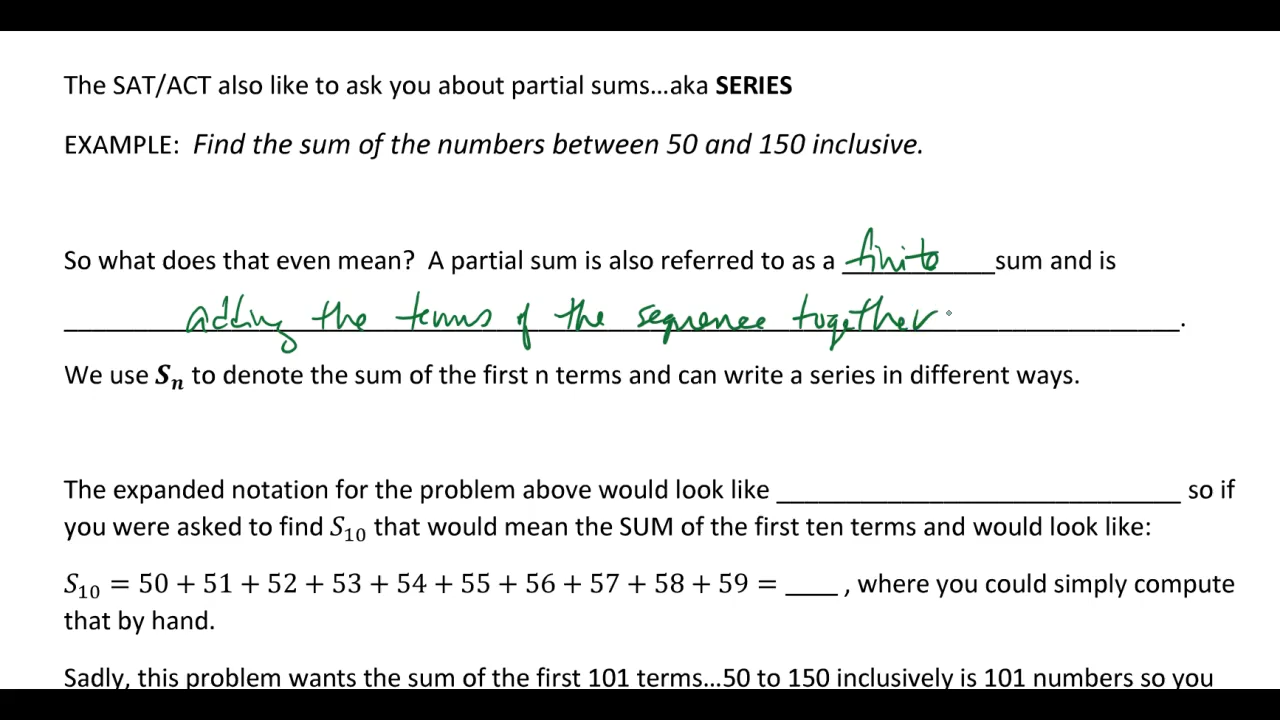 The SAT/ACT also like to ask you about partial sums...aka SERIES
EXAMPLE: Find the sum of the numbers between 50 and 150 inclusive.
So what does that even mean? A partial sum is also referred to as a finite sum and is
adding the terms of the sequence together.
We use Sₙ to denote the sum of the first n terms and can write a series in different ways.
The expanded notation for the problem above would look like ______________________________ so if
you were asked to find S₁₀ that would mean the SUM of the first ten terms and would look like:
S₁₀ = 50 + 51 + 52 + 53 + 54 + 55 + 56 + 57 + 58 + 59 = ____ , where you could simply compute
that by hand.
Sadly, this problem wants the sum of the first 101 terms...50 to 150 inclusively is 101 numbers so you